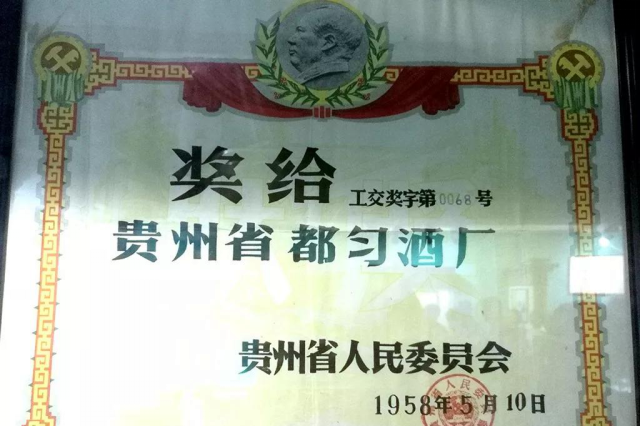 奖给
工交奖字第0068号
贵州省都匀酒厂
贵州省人民委员会
1958年5月10日